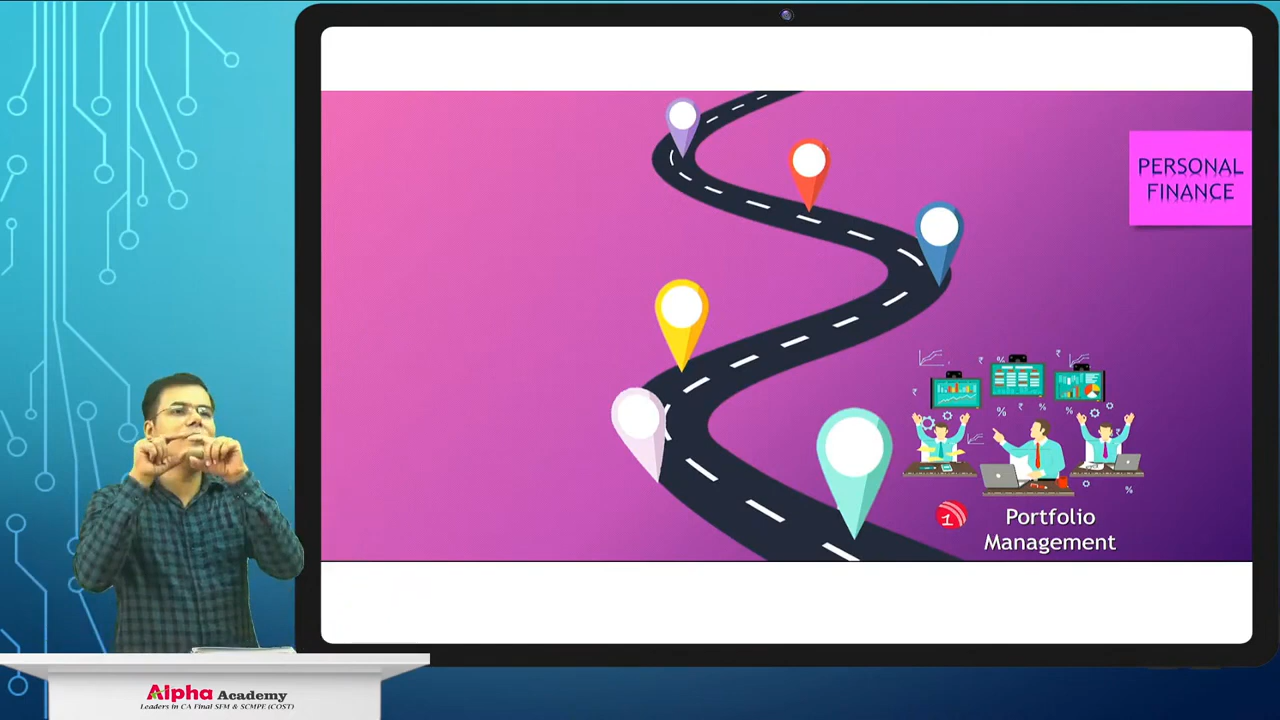 PERSONAL
FINANCE
1
Portfolio
Management
Alpha Academy
Leaders in CA Final SFM & SCMPE (COST)